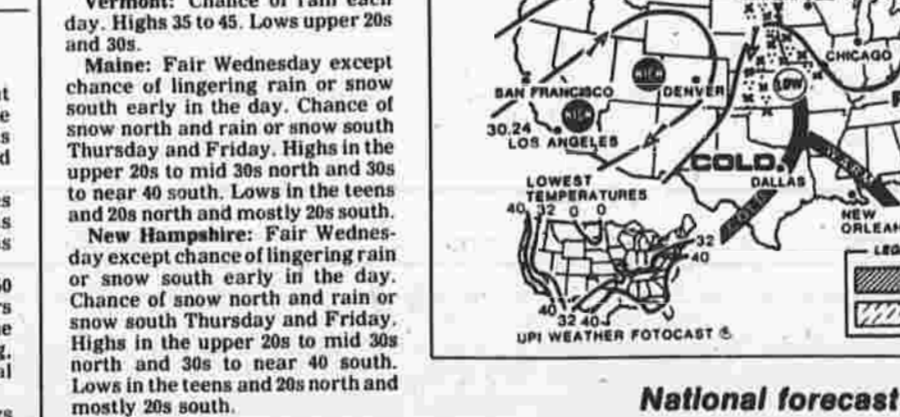 Vermont: Chance of rain each
day. Highs 35 to 45. Lows upper 20s
and 30s.
Maine: Fair Wednesday except
chance of lingering rain or snow
south early in the day. Chance of
snow north and rain or snow south
Thursday and Friday. Highs in the
upper 20s to mid 30s north and 30s
to near 40 south. Lows in the teens
and 20s north and mostly 20s south.
New Hampshire: Fair Wednes-
day except chance of lingering rain
or snow south early in the day.
Chance of snow north and rain or
snow south Thursday and Friday.
Highs in the upper 20s to mid 30s
north and 30s to near 40 south.
Lows in the teens and 20s north and
mostly 20s south.
CHICAGO
SAN FRANCISCO
DENVER
LOW
30.24
LOS ANGELES
COLD
DALLAS
NEW
LOWEST
TEMPERATURES
40 32 0 0
32
40
40
32 40
UPI WEATHER FOTOCAST ®
National forecast